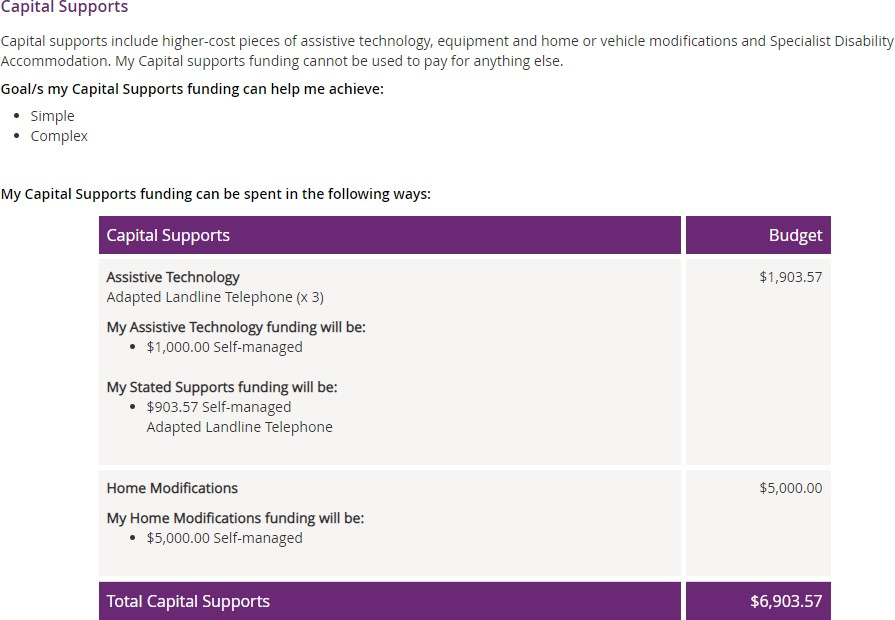 Capital Supports
Capital supports include higher-cost pieces of assistive technology, equipment and home or vehicle modifications and Specialist Disability
Accommodation. My Capital supports funding cannot be used to pay for anything else.
Goal/s my Capital Supports funding can help me achieve:
• Simple
• Complex
My Capital Supports funding can be spent in the following ways:
Capital Supports Budget
Assistive Technology $1,903.57
Adapted Landline Telephone (x 3)
My Assistive Technology funding will be:
• $1,000.00 Self-managed
My Stated Supports funding will be:
• $903.57 Self-managed
Adapted Landline Telephone
Home Modifications $5,000.00
My Home Modifications funding will be:
• $5,000.00 Self-managed
Total Capital Supports $6,903.57